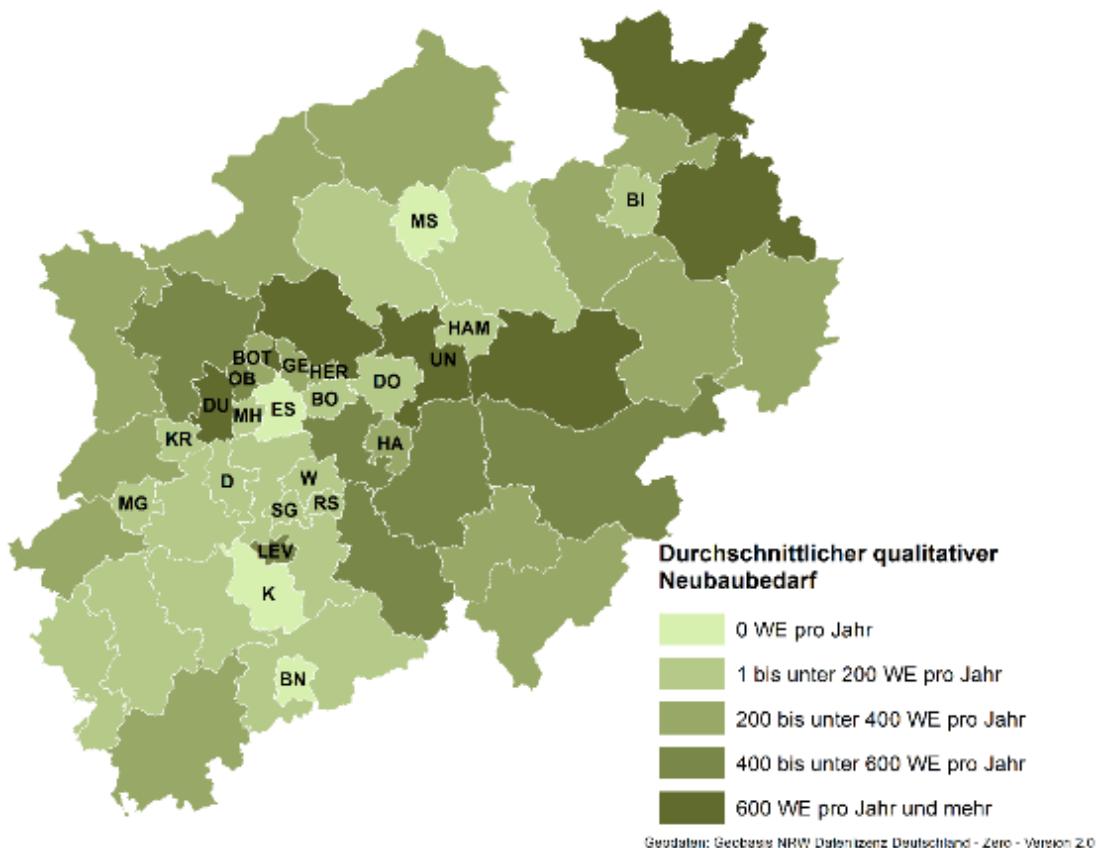 MS
BI
HAM
BOT
GE
HER
UN
OB
DO
DU
MH
ES
BO
KR
HA
D
W
MG
SG
RS
LEV
K
BN
Durchschnittlicher qualitativer
Neubaubedarf
0 WE pro Jahr
1 bis unter 200 WE pro Jahr
200 bis unter 400 WE pro Jahr
400 bis unter 600 WE pro Jahr
600 WE pro Jahr und mehr
Geodaten: Geobasis NRW Datenlizenz Deutschland - Zero - Version 2.0